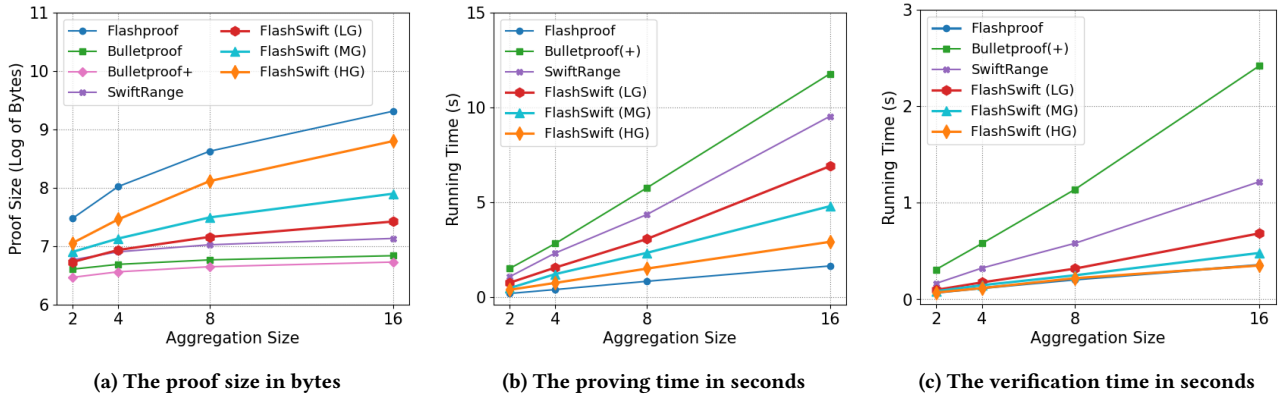 11
10
9
8
7
6
Proof Size (Log of Bytes)
Flashproof
Bulletproof
Bulletproof+
SwiftRange
FlashSwift (LG)
FlashSwift (MG)
FlashSwift (HG)
2 4 8 16
Aggregation Size
(a) The proof size in bytes
15
10
5
0
Running Time (s)
Flashproof
Bulletproof(+)
SwiftRange
FlashSwift (LG)
FlashSwift (MG)
FlashSwift (HG)
2 4 8 16
Aggregation Size
(b) The proving time in seconds
3
2
1
0
Running Time (s)
Flashproof
Bulletproof(+)
SwiftRange
FlashSwift (LG)
FlashSwift (MG)
FlashSwift (HG)
2 4 8 16
Aggregation Size
(c) The verification time in seconds